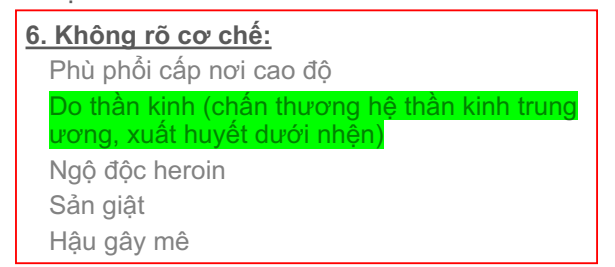 6. Không rõ cơ chế:
Phù phổi cấp nơi cao độ
Do thần kinh (chấn thương hệ thần kinh trung
ương, xuất huyết dưới nhện)
Ngộ độc heroin
Sản giật
Hậu gây mê